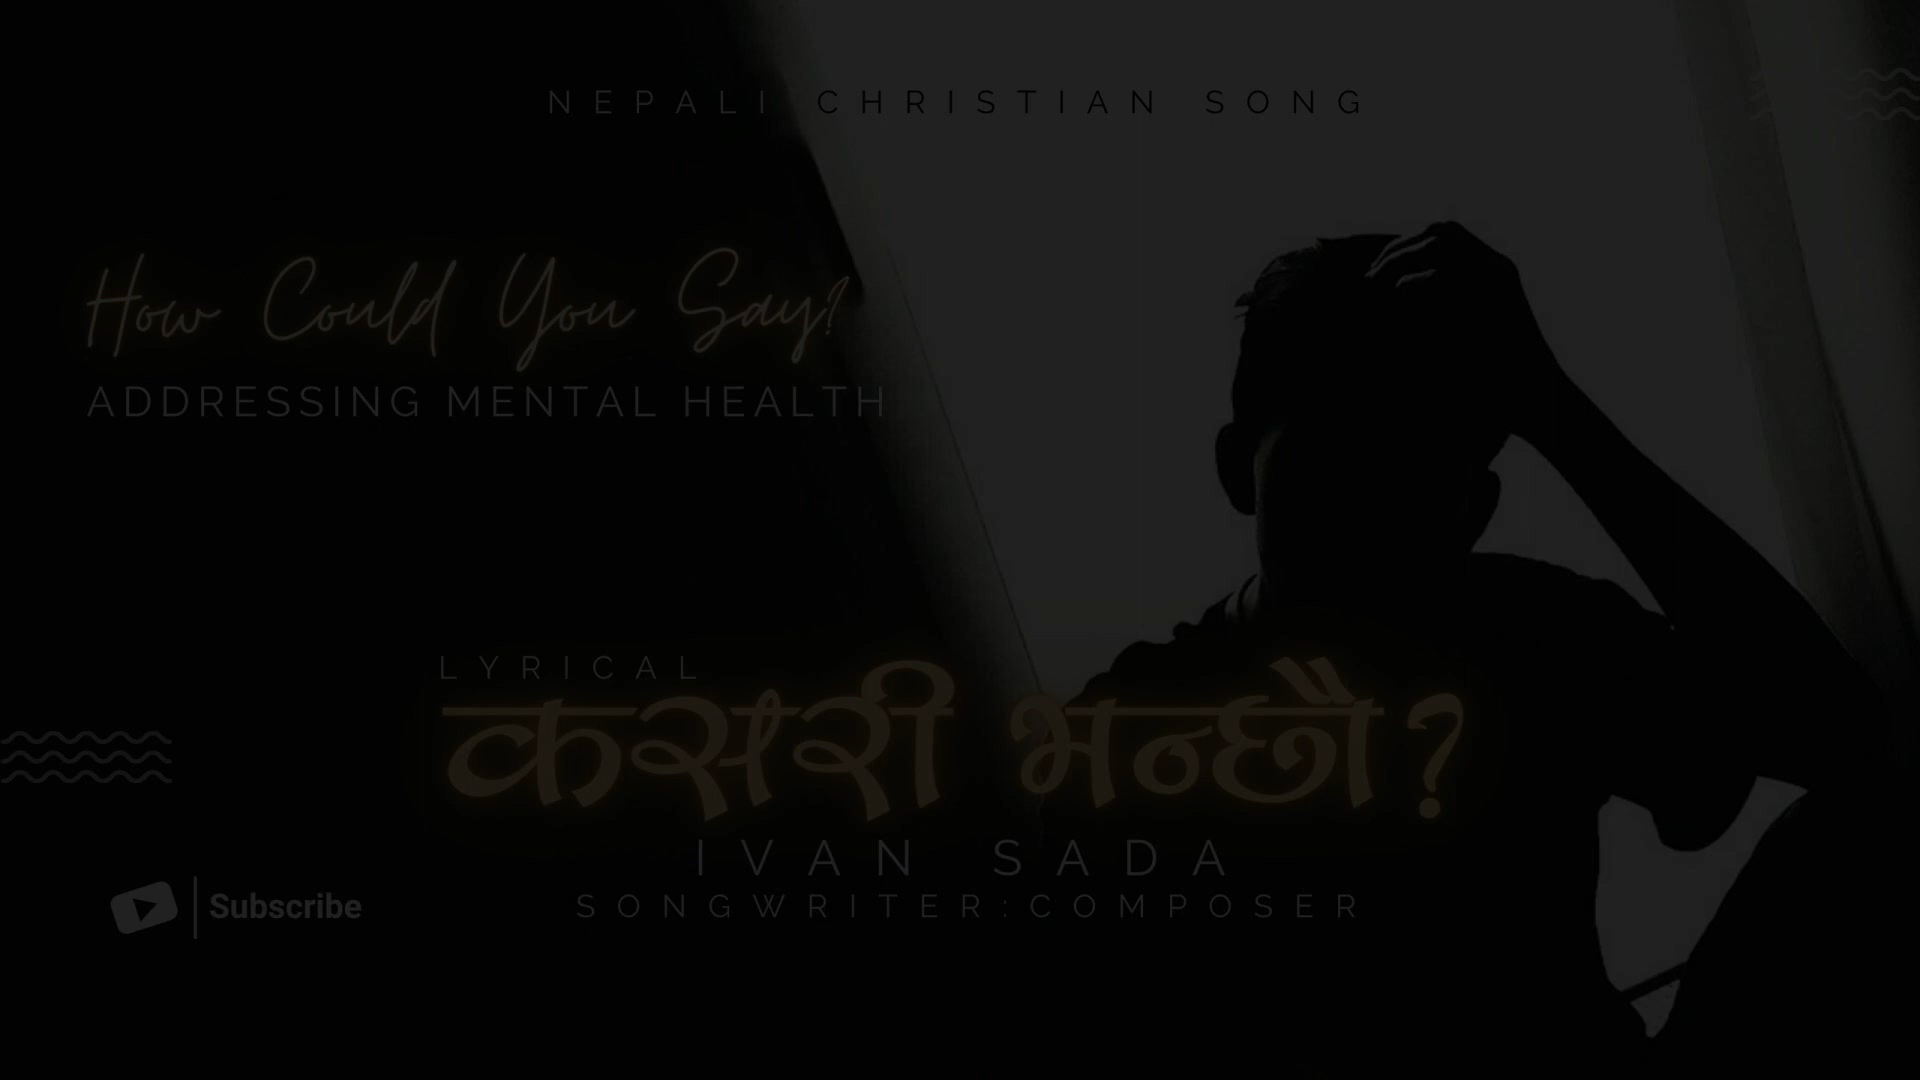 NEPALI CHRISTIAN SONG
How Could You Say?
ADDRESSING MENTAL HEALTH
LYRICAL
कसरी भन्छौ?
IVAN SADA
SONGWRITER:COMPOSER
Subscribe